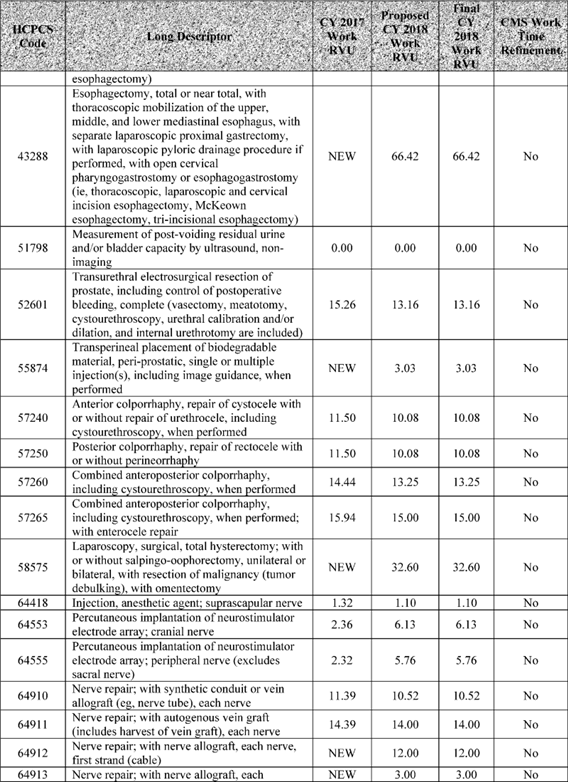 HCPCS Code Long Descriptor CY 2017 Work RVU Proposed CY 2018 Work RVU Final CY 2018 Work RVU CMS Work Time Refinement
esophagectomy)
Esophagectomy, total or near total, with
thoracoscopic mobilization of the upper,
middle, and lower mediastinal esophagus, with
separate laparoscopic proximal gastrectomy,
with laparoscopic pyloric drainage procedure if
43288 performed, with open cervical NEW 66.42 66.42 No
pharyngogastrostomy or esophagogastrostomy
(ie, thoracoscopic, laparoscopic and cervical
incision esophagectomy, McKeown
esophagectomy, tri-incisional esophagectomy)
Measurement of post-voiding residual urine
51798 and/or bladder capacity by ultrasound, non- 0.00 0.00 0.00 No
imaging
Transurethral electrosurgical resection of
prostate, including control of postoperative
52601 bleeding, complete (vasectomy, meatotomy, 15.26 13.16 13.16 No
cystourethroscopy, urethral calibration and/or
dilation, and internal urethrotomy are included)
Transperineal placement of biodegradable
55874 material, peri-prostatic, single or multiple NEW 3.03 3.03 No
injection(s), including image guidance, when
performed
Anterior colporrhaphy, repair of cystocele with
57240 or without repair of urethrocele, including 11.50 10.08 10.08 No
cystourethroscopy, when performed
57250 Posterior colporrhaphy, repair of rectocele with 11.50 10.08 10.08 No
or without perineorrhaphy
57260 Combined anteroposterior colporrhaphy, 14.44 13.25 13.25 No
including cystourethroscopy, when performed
Combined anteroposterior colporrhaphy,
57265 including cystourethroscopy, when performed; 15.94 15.00 15.00 No
with enterocele repair
Laparoscopy, surgical, total hysterectomy; with
58575 or without salpingo-oophorectomy, unilateral or NEW 32.60 32.60 No
bilateral, with resection of malignancy (tumor
debulking), with omentectomy
64418 Injection, anesthetic agent; suprascapular nerve 1.32 1.10 1.10 No
64553 Percutaneous implantation of neurostimulator 2.36 6.13 6.13 No
electrode array; cranial nerve
Percutaneous implantation of neurostimulator
64555 electrode array; peripheral nerve (excludes 2.32 5.76 5.76 No
sacral nerve)
64910 Nerve repair; with synthetic conduit or vein 11.39 10.52 10.52 No
allograft (eg, nerve tube), each nerve
64911 Nerve repair; with autogenous vein graft 14.39 14.00 14.00 No
(includes harvest of vein graft), each nerve
64912 Nerve repair; with nerve allograft, each nerve, NEW 12.00 12.00 No
first strand (cable)
64913 Nerve repair; with nerve allograft, each NEW 3.00 3.00 No